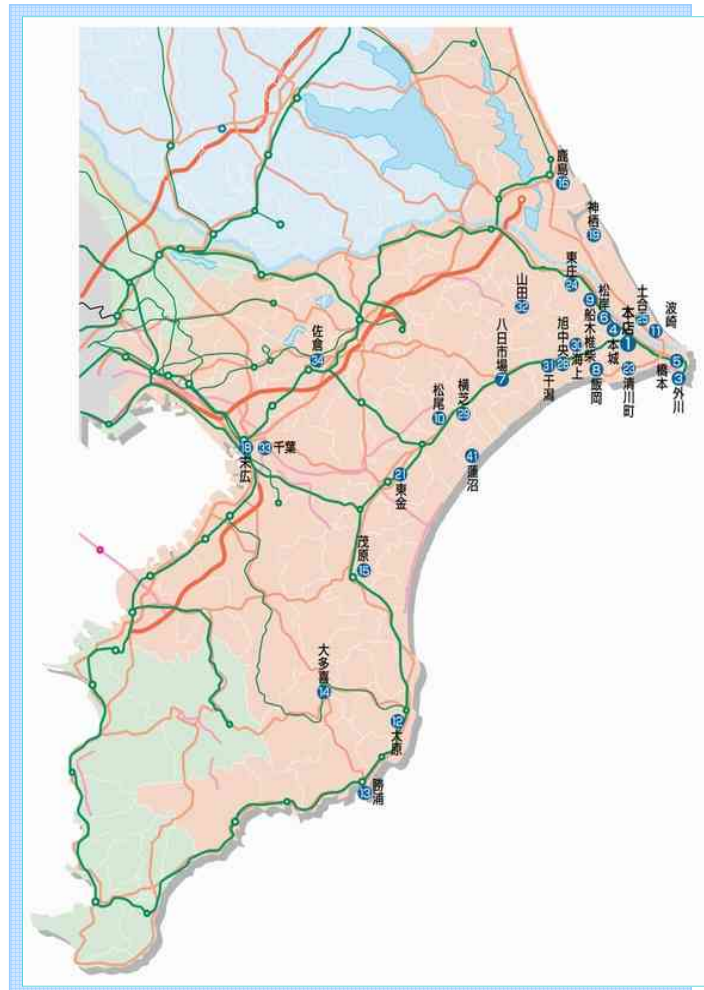 鹿島
16
神栖
19
東庄
24
山田
32
松岸
9
船木椎柴
6
土合
25
波崎
11
本店
1
4
本城
旭中央
26
30
海上
31
干潟
8
飯岡
23
清川町
橋本
5
3
外川
八日市場
7
佐倉
34
横芝
29
松尾
10
41
蓮沼
18
末広
33
千葉
21
東金
茂原
15
大多喜
14
12
大原
13
勝浦